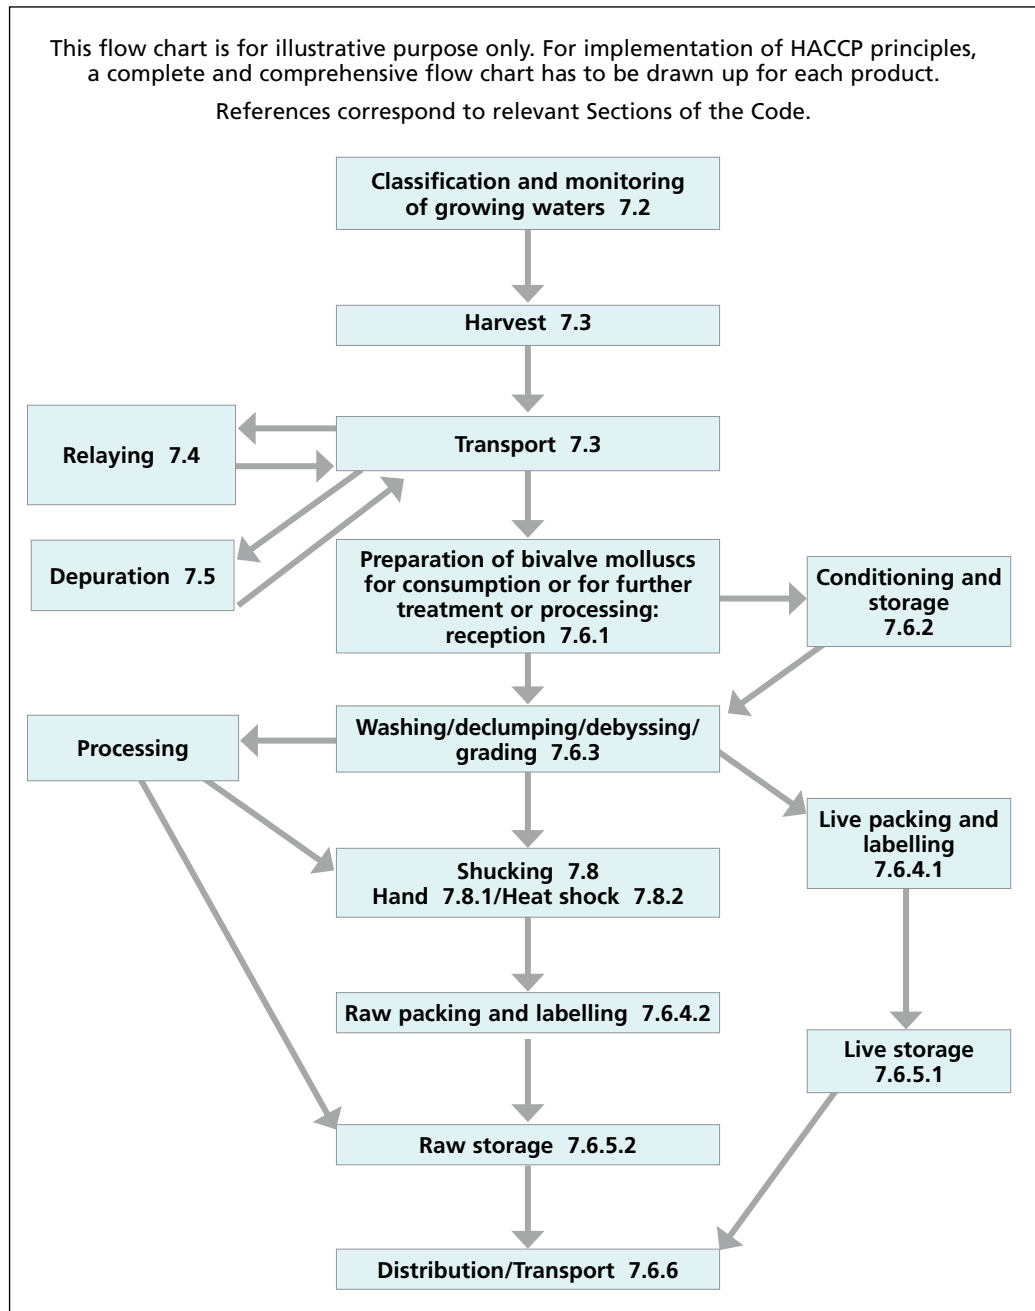 This flow chart is for illustrative purpose only. For implementation of HACCP principles,
a complete and comprehensive flow chart has to be drawn up for each product.
References correspond to relevant Sections of the Code.
Classification and monitoring
of growing waters 7.2
Harvest 7.3
Relaying 7.4
Transport 7.3
Depuration 7.5
Preparation of bivalve molluscs
for consumption or for further
treatment or processing:
reception 7.6.1
Conditioning and
storage
7.6.2
Processing
Washing/declumping/debyssing/
grading 7.6.3
Live packing and
labelling
7.6.4.1
Shucking 7.8
Hand 7.8.1/Heat shock 7.8.2
Raw packing and labelling 7.6.4.2
Live storage
7.6.5.1
Raw storage 7.6.5.2
Distribution/Transport 7.6.6